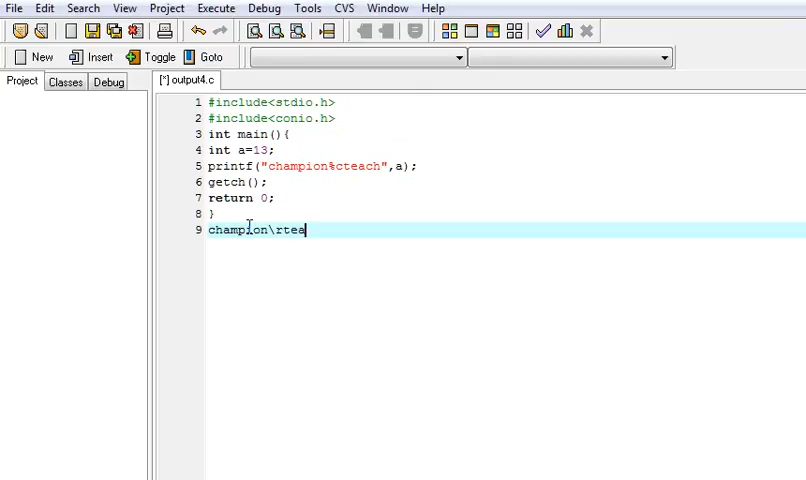 File Edit Search View Project Execute Debug Tools CVS Window Help
New Insert Toggle Goto
Project Classes Debug [*] output4.c
1 #include<stdio.h>
2 #include<conio.h>
3 int main(){
4 int a=13;
5 printf("champion%cteach",a);
6 getch();
7 return 0;
8 }
9 champion\rtea